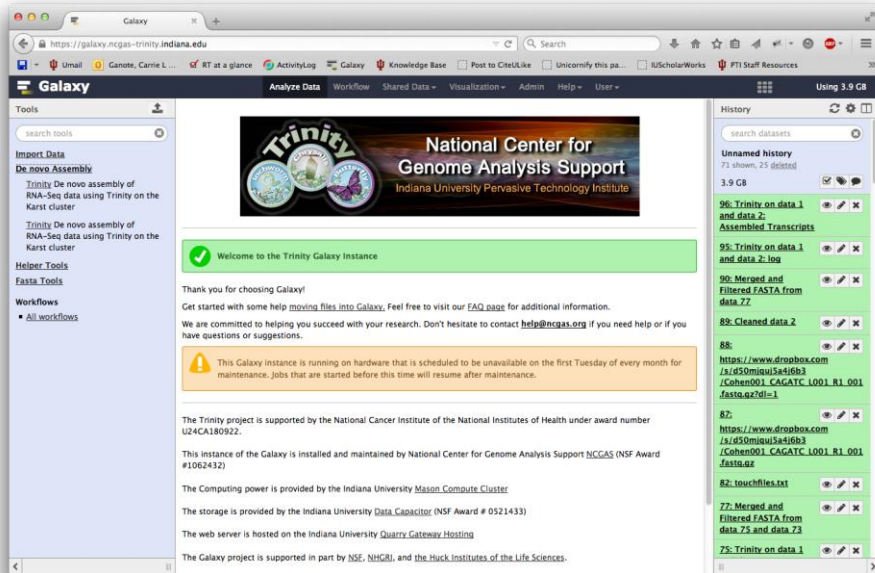 Galaxy
https://galaxy.ncgas-trinity.indiana.edu
Search
Umail
Ganote, Carrie L ...
RT at a glance
ActivityLog
Galaxy
Knowledge Base
Post to CiteULike
Unicornify this pa...
IUScholarWorks
PTI Staff Resources
Galaxy
Analyze Data
Workflow
Shared Data
Visualization
Admin
Help
User
Using 3.9 GB
Tools
search tools
Import Data
De novo Assembly
Trinity De novo assembly of
RNA-Seq data using Trinity on the
Karst cluster
Trinity De novo assembly of
RNA-Seq data using Trinity on the
Karst cluster
Helper Tools
Fasta Tools
Workflows
All workflows
Trinity
National Center for
Genome Analysis Support
Indiana University Pervasive Technology Institute
Welcome to the Trinity Galaxy Instance
Thank you for choosing Galaxy!
Get started with some help moving files into Galaxy. Feel free to visit our FAQ page for additional information.
We are committed to helping you succeed with your research. Don't hesitate to contact help@ncgas.org if you need help or if you
have questions or suggestions.
This Galaxy instance is running on hardware that is scheduled to be unavailable on the first Tuesday of every month for
maintenance. Jobs that are started before this time will resume after maintenance.
The Trinity project is supported by the National Cancer Institute of the National Institutes of Health under award number
U24CA180922.
This instance of the Galaxy is installed and maintained by National Center for Genome Analysis Support NCGAS (NSF Award
#1062432)
The Computing power is provided by the Indiana University Mason Compute Cluster
The storage is provided by the Indiana University Data Capacitor (NSF Award # 0521433)
The web server is hosted on the Indiana University Quarry Gateway Hosting
The Galaxy project is supported in part by NSF, NHGRI, and the Huck Institutes of the Life Sciences.
History
search datasets
Unnamed history
71 shown, 25 deleted
3.9 GB
96: Trinity on data 1
and data 2:
Assembled Transcripts
95: Trinity on data 1
and data 2: log
90: Merged and
Filtered FASTA from
data 77
89: Cleaned data 2
88:
https://www.dropbox.com
/s/d50mjquj5a4j6b3
/Cohen001_CAGATC_L001_R1_001
.fastq.gz?dl=1
87:
https://www.dropbox.com
/s/d50mjquj5a4j6b3
/Cohen001_CAGATC_L001_R1_001
.fastq.gz
82: touchfiles.txt
77: Merged and
Filtered FASTA from
data 75 and data 73
75: Trinity on data 1